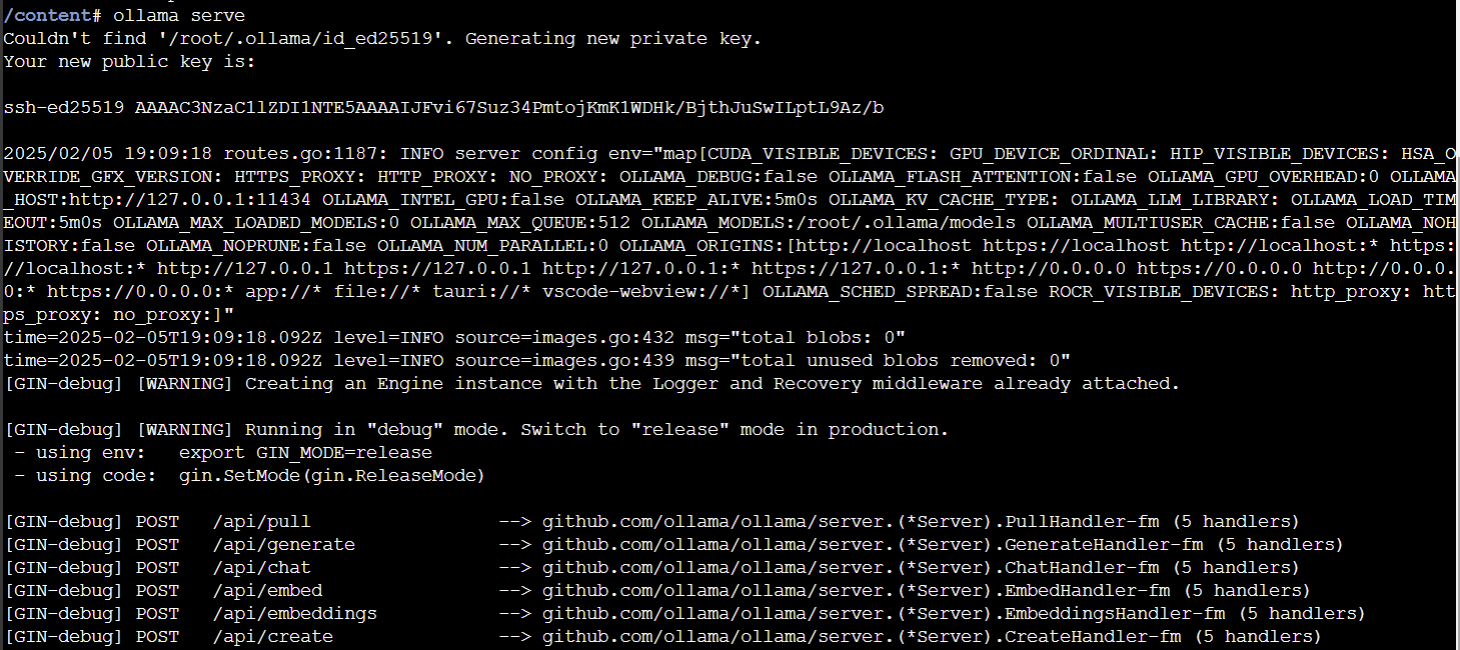 /content# ollama serve
Couldn't find '/root/.ollama/id_ed25519'. Generating new private key.
Your new public key is:
ssh-ed25519 AAAAC3NzaC1lZDI1NTE5AAAAIJFvi67Suz34PmtojKmK1WDHk/BjthJuSwILptL9Az/b
2025/02/05 19:09:18 routes.go:1187: INFO server config env="map[CUDA_VISIBLE_DEVICES: GPU_DEVICE_ORDINAL: HIP_VISIBLE_DEVICES: HSA_O
VERRIDE_GFX_VERSION: HTTPS_PROXY: HTTP_PROXY: NO_PROXY: OLLAMA_DEBUG:false OLLAMA_FLASH_ATTENTION:false OLLAMA_GPU_OVERHEAD:0 OLLAMA
_HOST:http://127.0.0.1:11434 OLLAMA_INTEL_GPU:false OLLAMA_KEEP_ALIVE:5m0s OLLAMA_KV_CACHE_TYPE: OLLAMA_LLM_LIBRARY: OLLAMA_LOAD_TIM
EOUT:5m0s OLLAMA_MAX_LOADED_MODELS:0 OLLAMA_MAX_QUEUE:512 OLLAMA_MODELS:/root/.ollama/models OLLAMA_MULTIUSER_CACHE:false OLLAMA_NOH
ISTORY:false OLLAMA_NOPRUNE:false OLLAMA_NUM_PARALLEL:0 OLLAMA_ORIGINS:[http://localhost https://localhost http://localhost:* https:
//localhost:* http://127.0.0.1 https://127.0.0.1 http://127.0.0.1:* https://127.0.0.1:* http://0.0.0.0 https://0.0.0.0 http://0.0.0.
0:* https://0.0.0.0:* app://* file://* tauri://* vscode-webview://*] OLLAMA_SCHED_SPREAD:false ROCR_VISIBLE_DEVICES: http_proxy: htt
ps_proxy: no_proxy:]"
time=2025-02-05T19:09:18.092Z level=INFO source=images.go:432 msg="total blobs: 0"
time=2025-02-05T19:09:18.092Z level=INFO source=images.go:439 msg="total unused blobs removed: 0"
[GIN-debug] [WARNING] Creating an Engine instance with the Logger and Recovery middleware already attached.
[GIN-debug] [WARNING] Running in "debug" mode. Switch to "release" mode in production.
 - using env:   export GIN_MODE=release
 - using code:  gin.SetMode(gin.ReleaseMode)
[GIN-debug] POST   /api/pull                 --> github.com/ollama/ollama/server.(*Server).PullHandler-fm (5 handlers)
[GIN-debug] POST   /api/generate             --> github.com/ollama/ollama/server.(*Server).GenerateHandler-fm (5 handlers)
[GIN-debug] POST   /api/chat                 --> github.com/ollama/ollama/server.(*Server).ChatHandler-fm (5 handlers)
[GIN-debug] POST   /api/embed                --> github.com/ollama/ollama/server.(*Server).EmbedHandler-fm (5 handlers)
[GIN-debug] POST   /api/embeddings           --> github.com/ollama/ollama/server.(*Server).EmbeddingsHandler-fm (5 handlers)
[GIN-debug] POST   /api/create               --> github.com/ollama/ollama/server.(*Server).CreateHandler-fm (5 handlers)